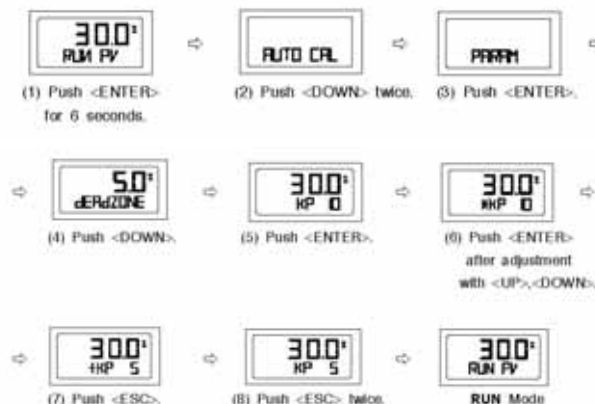 30.0%
RUN PV
AUTO CAL
PARAM
(1) Push <ENTER>
for 6 seconds.
(2) Push <DOWN> twice.
(3) Push <ENTER>.
5.0%
dEAdZONE
30.0%
KP 10
30.0%
*KP 10
(4) Push <DOWN>.
(5) Push <ENTER>.
(6) Push <ENTER>
after adjustment
with <UP>,<DOWN>.
30.0%
KP 5
30.0%
KP 5
30.0%
RUN PV
(7) Push <ESC>.
(8) Push <ESC> twice.
RUN Mode